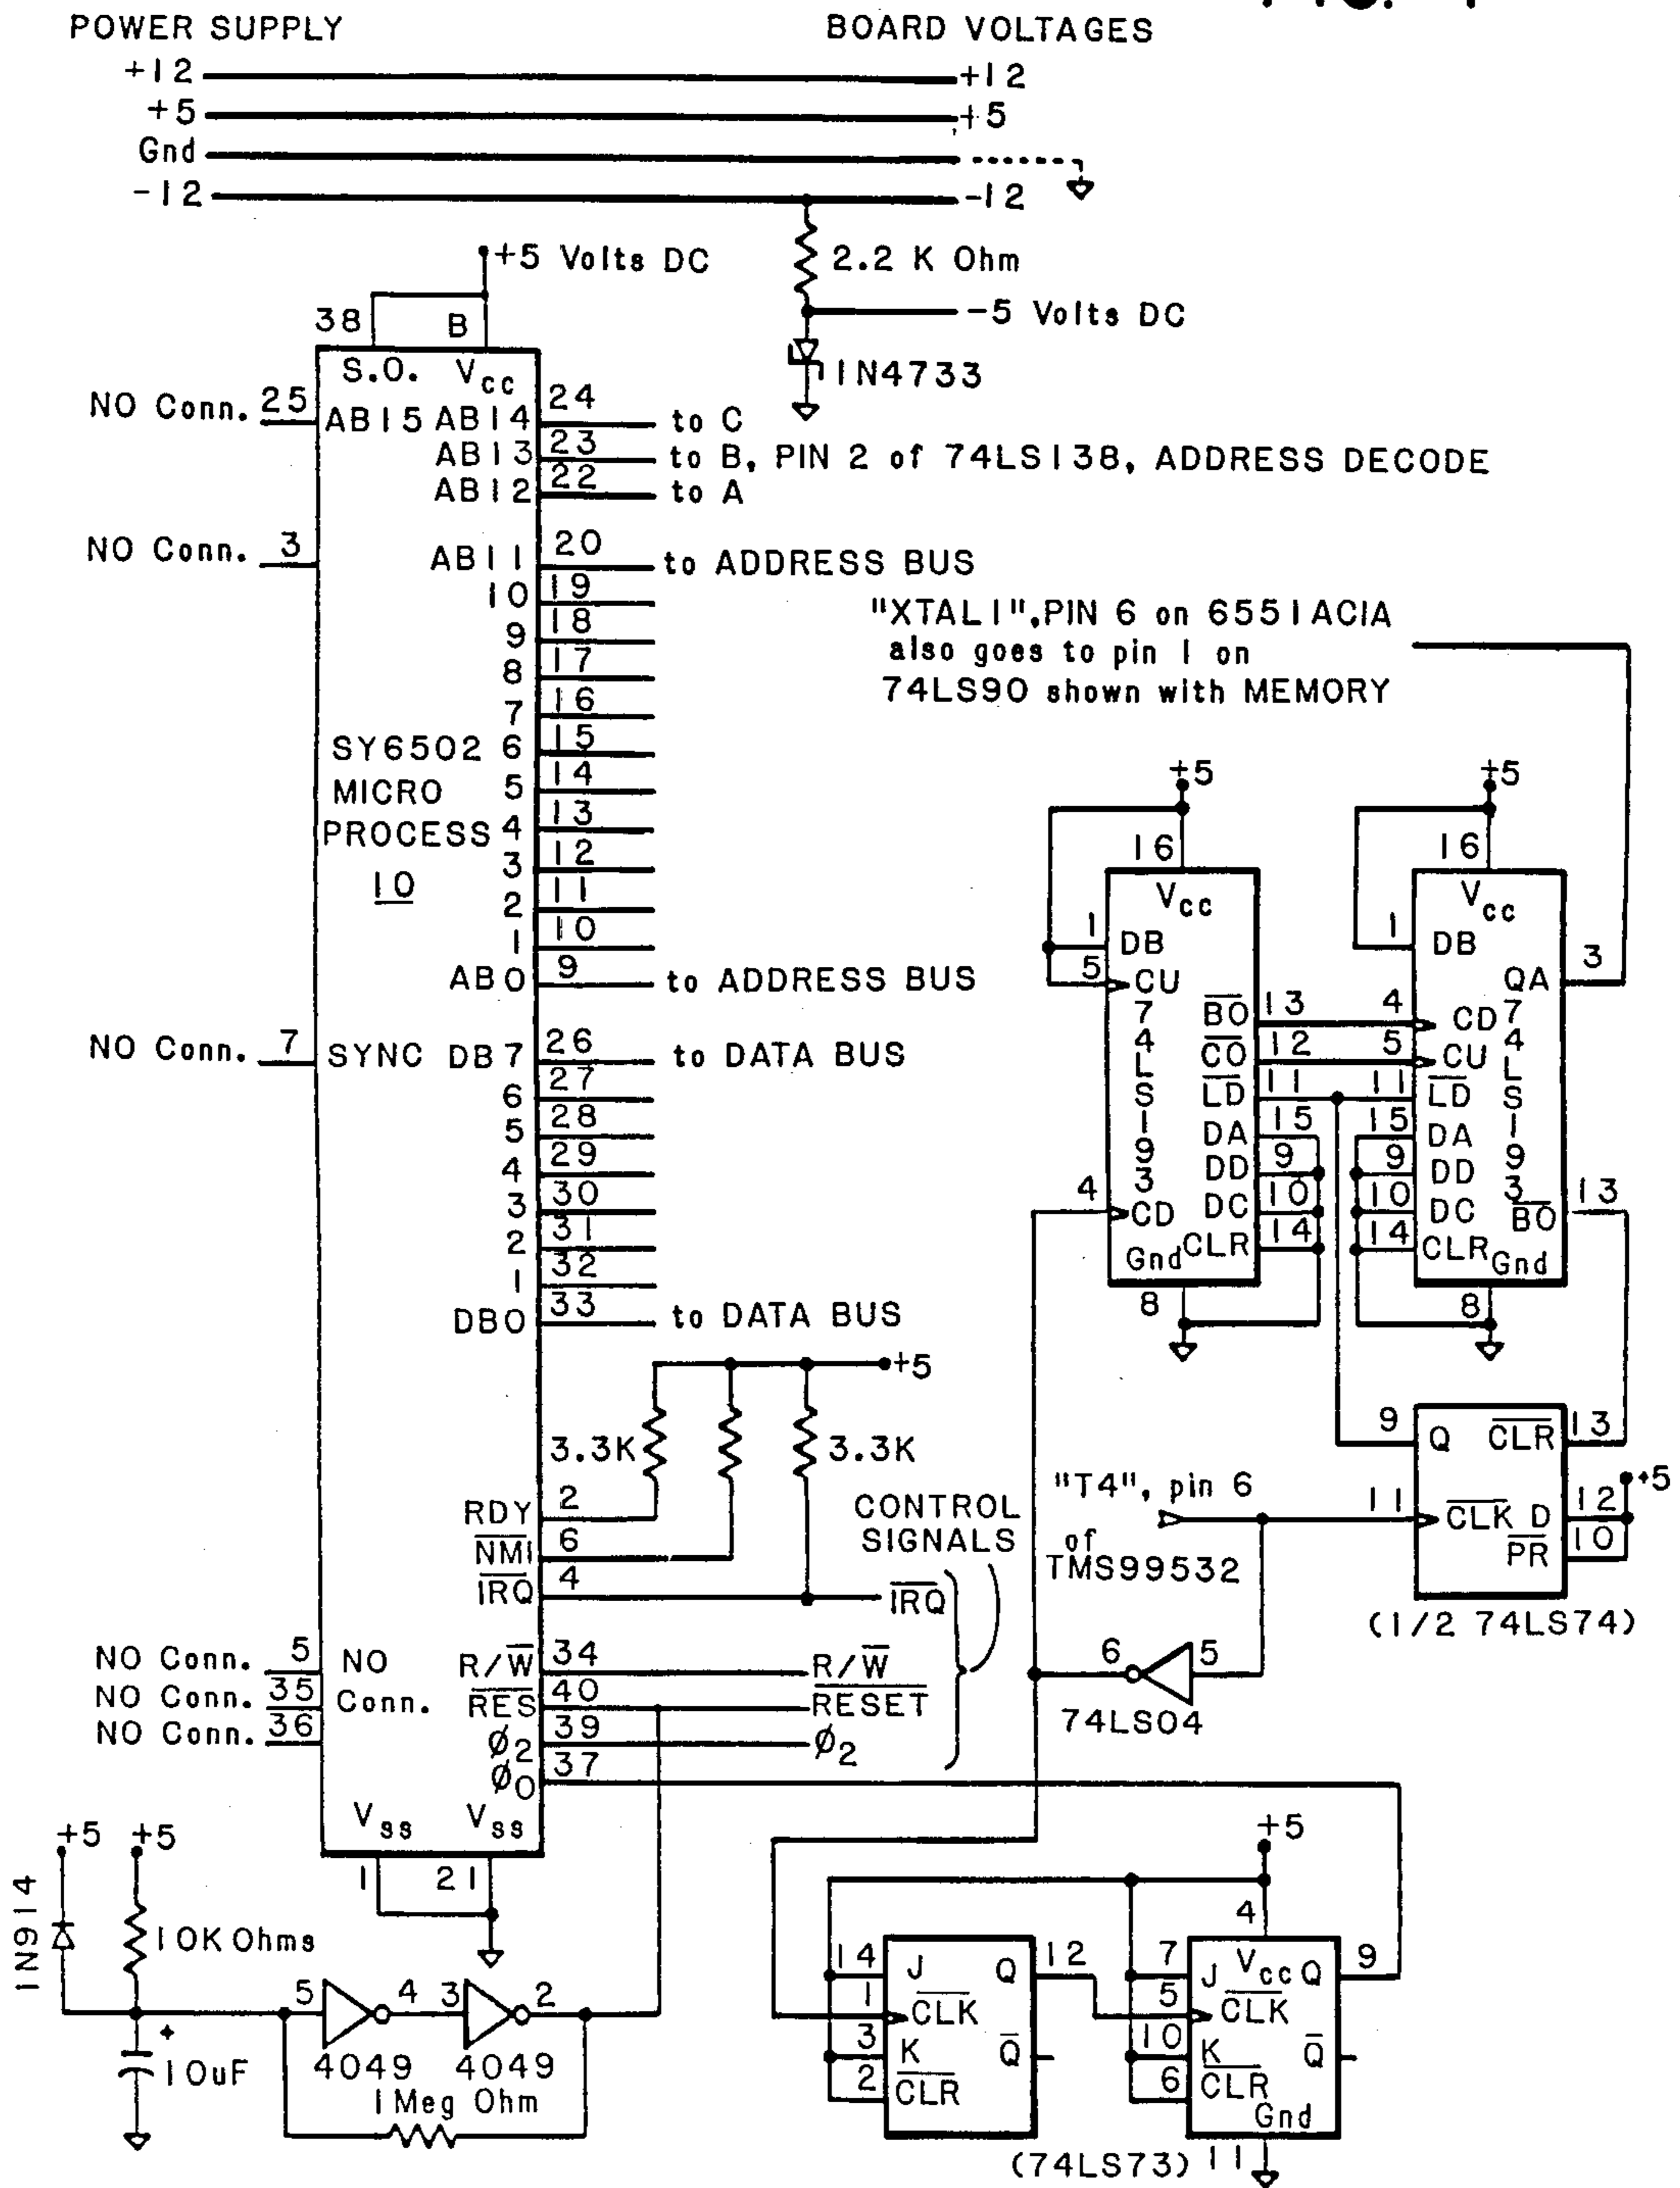 POWER SUPPLY
BOARD VOLTAGES
+12
+12
+5
+5
Gnd
-12
-12
2.2 K Ohm
-5 Volts DC
1N4733
+5 Volts DC
38
B
S.O.
Vcc
NO Conn. 25
AB15 AB14 24 to C
AB13 23 to B, PIN 2 of 74LS138, ADDRESS DECODE
AB12 22 to A
NO Conn. 3
AB11 20 to ADDRESS BUS
10 19
9 18
8 17
7 16
SY6502 6 15
MICRO 5 14
PROCESS 4 13
3 12
10
2 11
1 10
AB0 9 to ADDRESS BUS
NO Conn. 7 SYNC DB7 26 to DATA BUS
6 27
5 28
4 29
3 30
2 31
1 32
DB0 33 to DATA BUS
"XTAL1", PIN 6 on 6551ACIA
also goes to pin 1 on
74LS90 shown with MEMORY
+5
16
Vcc
1 DB
5 CU
74LS193
BO 13
CO 12
LD 11
DA 15
DD 9
DC 10
CLR 14
4 CD
Gnd
8
+5
16
Vcc
1 DB
QA 3
4 CD
5 CU
74LS193
11 LD
15 DA
9 DD
10 DC
14 CLR
BO 13
Gnd
8
+5
3.3K
3.3K
RDY 2
NMI 6
IRQ 4
IRQ
CONTROL
SIGNALS
NO Conn. 5 NO
NO Conn. 35 Conn.
NO Conn. 36
R/W 34 R/W
RES 40 RESET
Ø2 39 Ø2
Ø0 37
Vss Vss
1 21
"T4", pin 6
of
TMS99532
9 Q CLR 13
+5
11 CLK D 12
PR 10
(1/2 74LS74)
6 5
74LS04
+5 +5
1N914
10K Ohms
+
10uF
5 4 3 2
4049 4049
1 Meg Ohm
+5
4
14 J Q 12
1 CLK
3 K Q
2 CLR
7 J Vcc Q 9
5 CLK
10 K Q
6 CLR
Gnd
(74LS73) 11